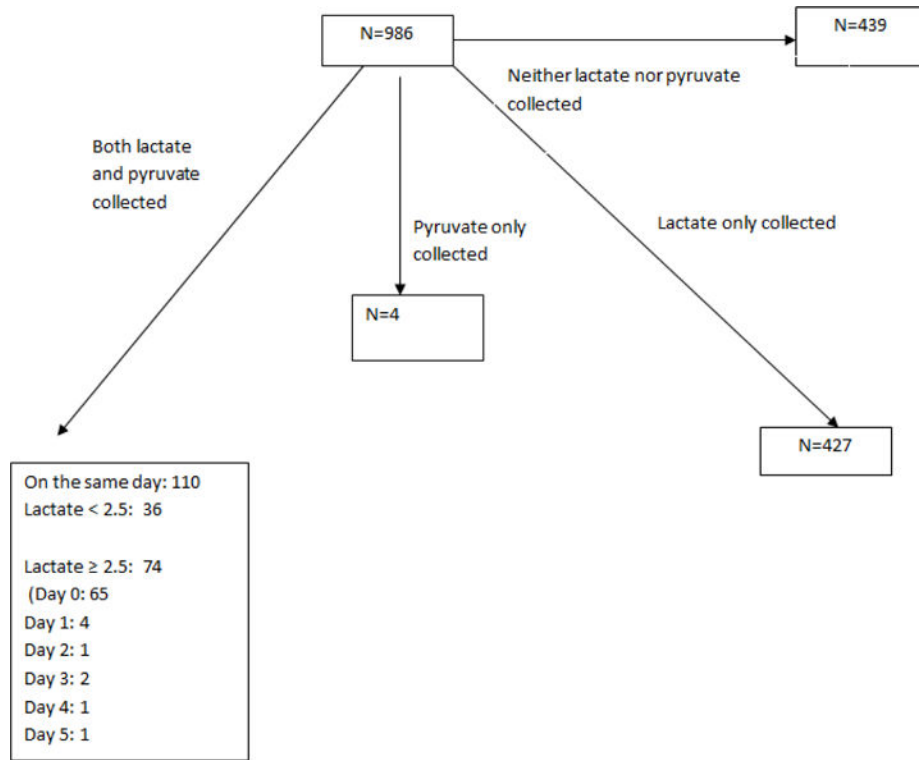 N=986
N=439
Neither lactate nor pyruvate
collected
Both lactate
and pyruvate
collected
Pyruvate only
collected
Lactate only collected
N=4
N=427
On the same day: 110
Lactate < 2.5:  36
Lactate ≥ 2.5:  74
(Day 0: 65
Day 1: 4
Day 2: 1
Day 3: 2
Day 4: 1
Day 5: 1